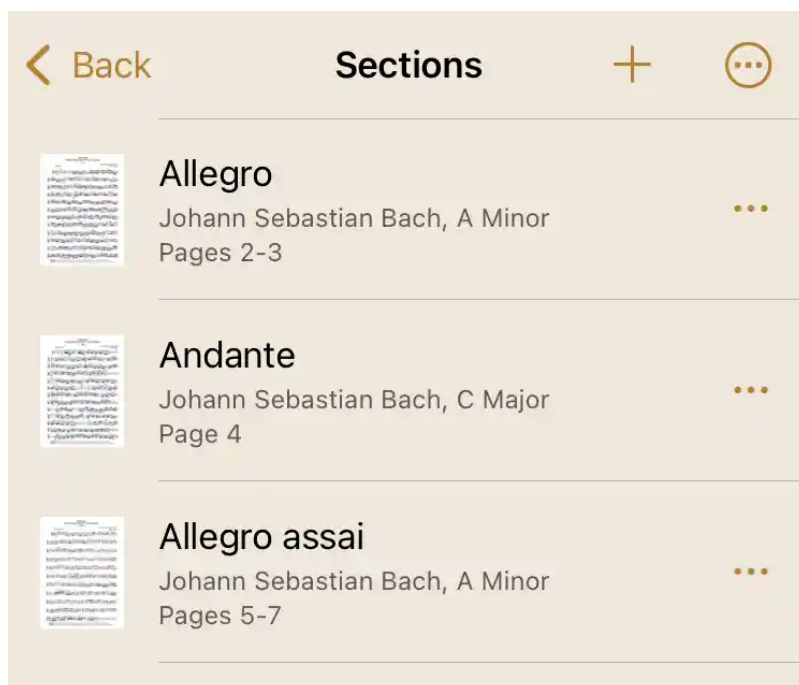 Back
Sections
Allegro
Johann Sebastian Bach, A Minor
Pages 2-3
Andante
Johann Sebastian Bach, C Major
Page 4
Allegro assai
Johann Sebastian Bach, A Minor
Pages 5-7